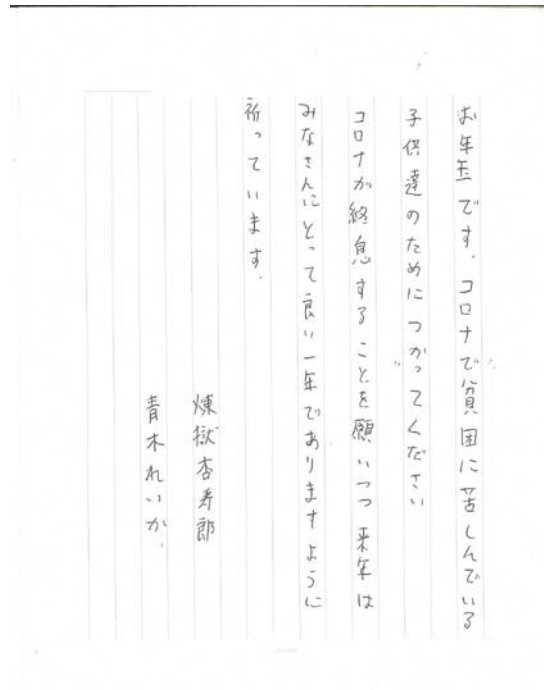 お年玉です。コロナで貧困に苦しんでいる
子供達のために つかってください
コロナが終息することを願いつつ 来年は
みなさんにとって良い一年でありますように
祈っています。
煉獄杏寿郎
青木れいか。